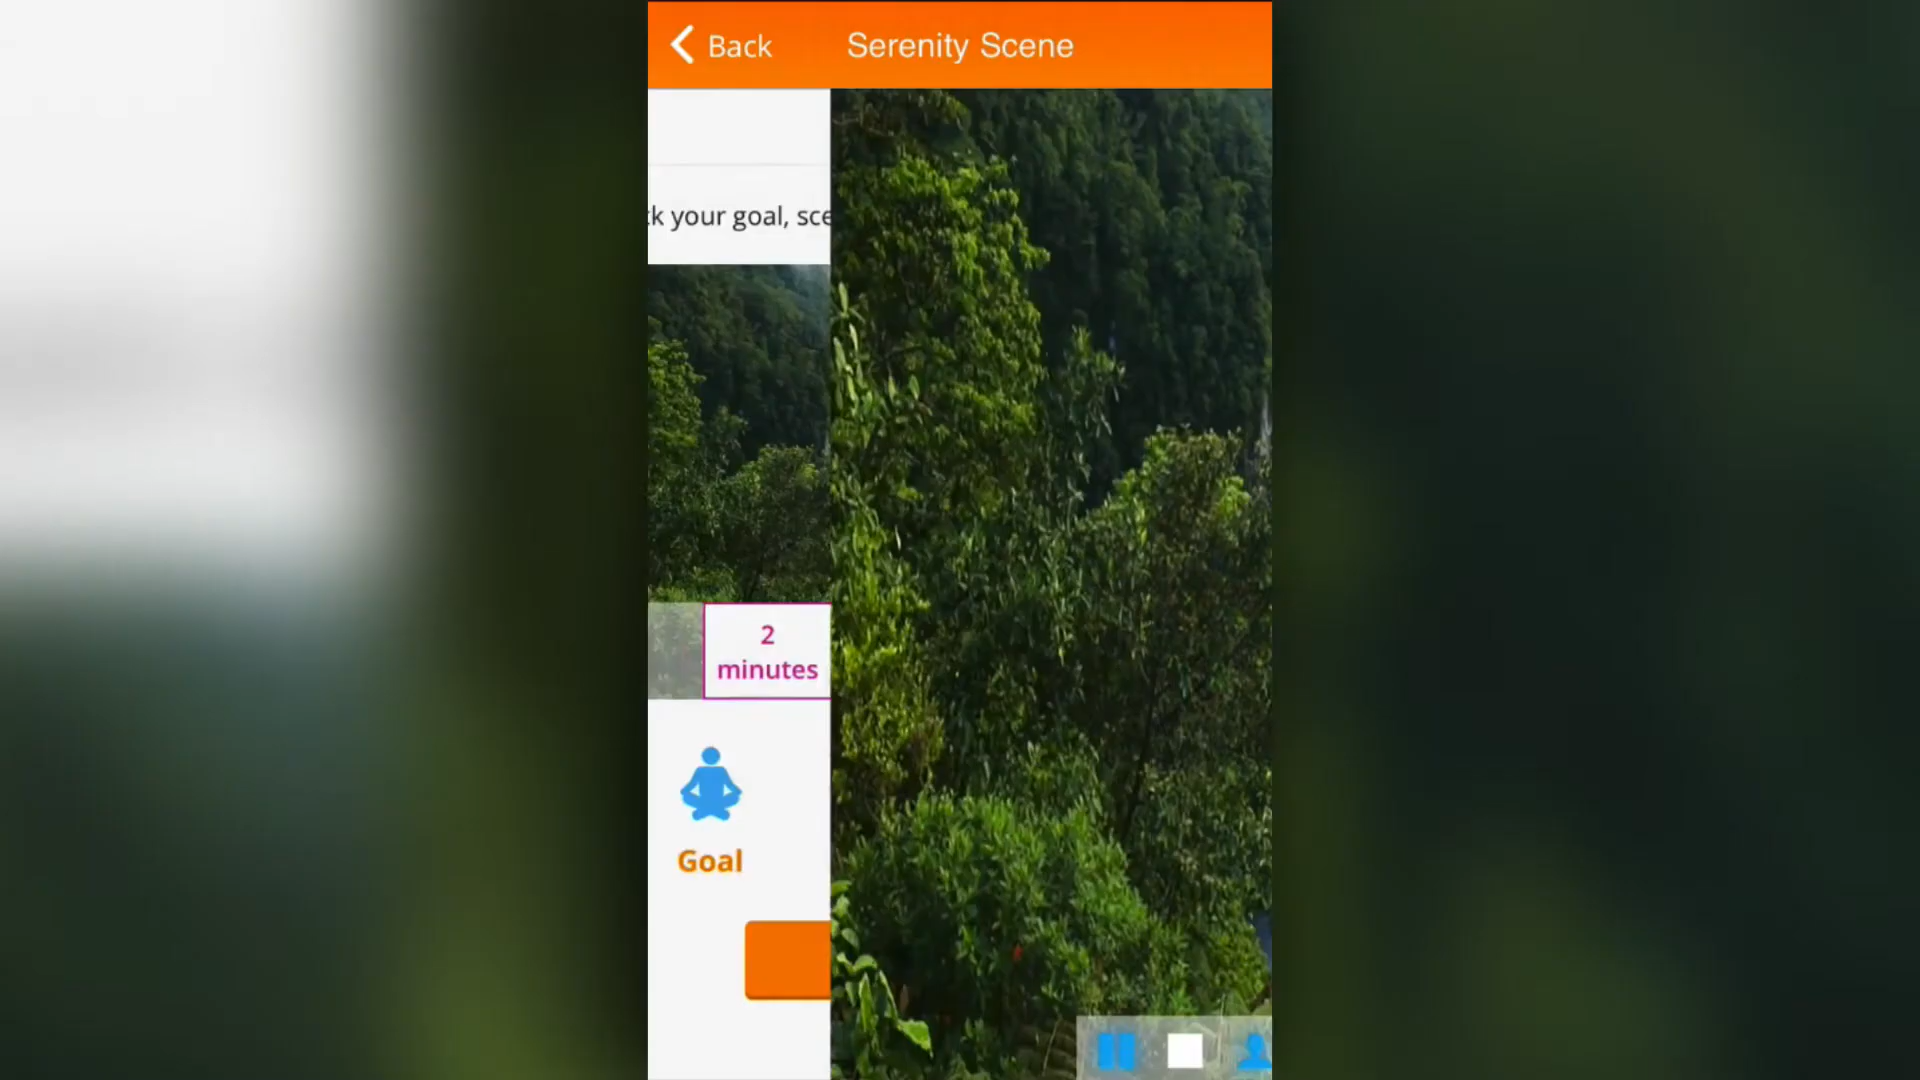 Back
Serenity Scene
k your goal, sce
2
minutes
Goal